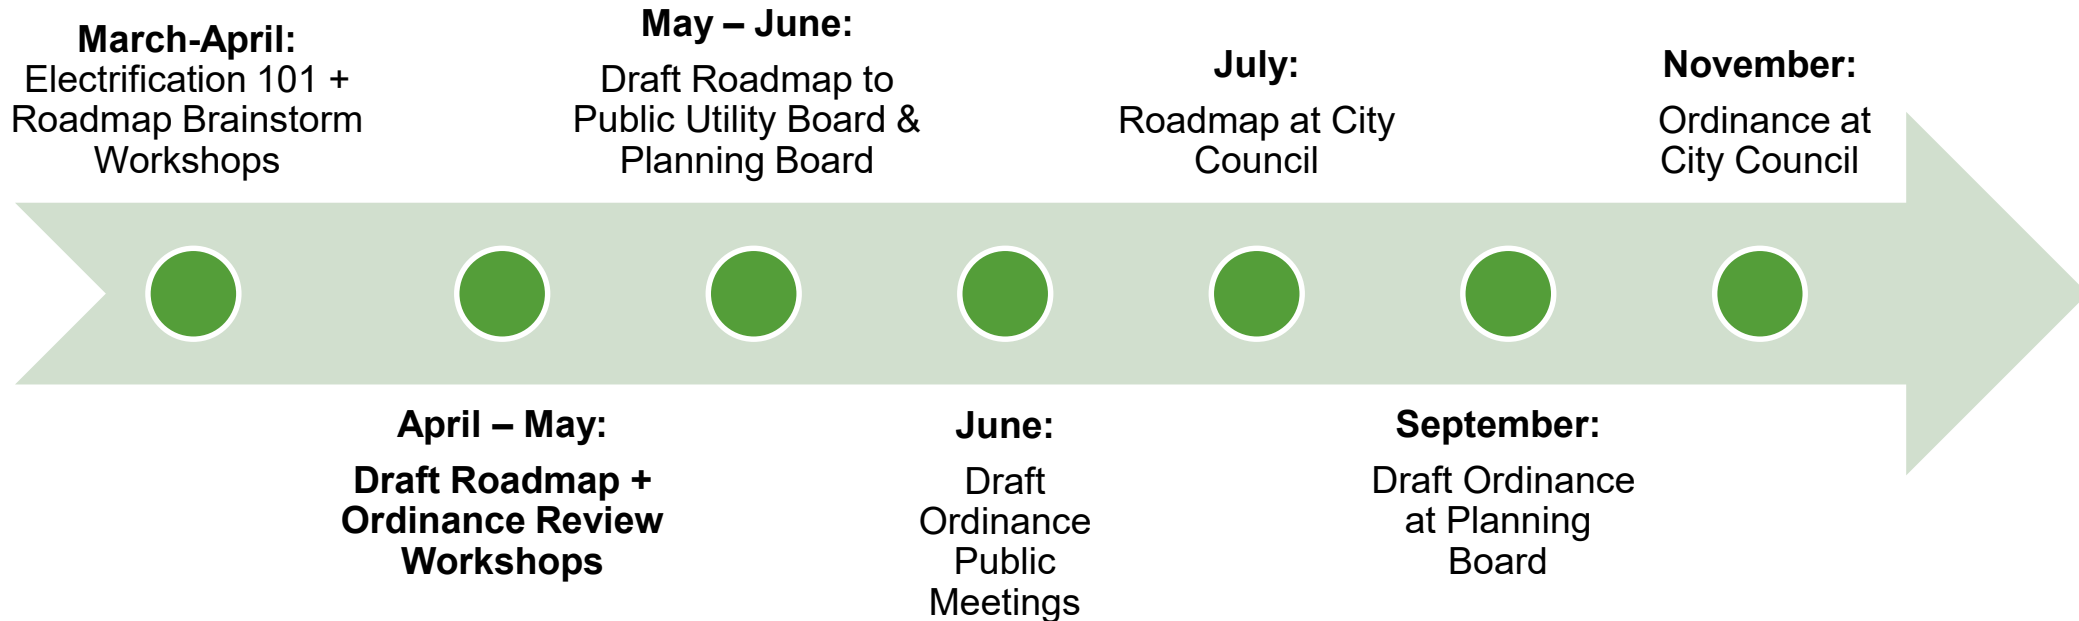 March-April:
Electrification 101 +
Roadmap Brainstorm
Workshops
April – May:
Draft Roadmap +
Ordinance Review
Workshops
May – June:
Draft Roadmap to
Public Utility Board &
Planning Board
June:
Draft
Ordinance
Public
Meetings
July:
Roadmap at City
Council
September:
Draft Ordinance
at Planning
Board
November:
Ordinance at
City Council